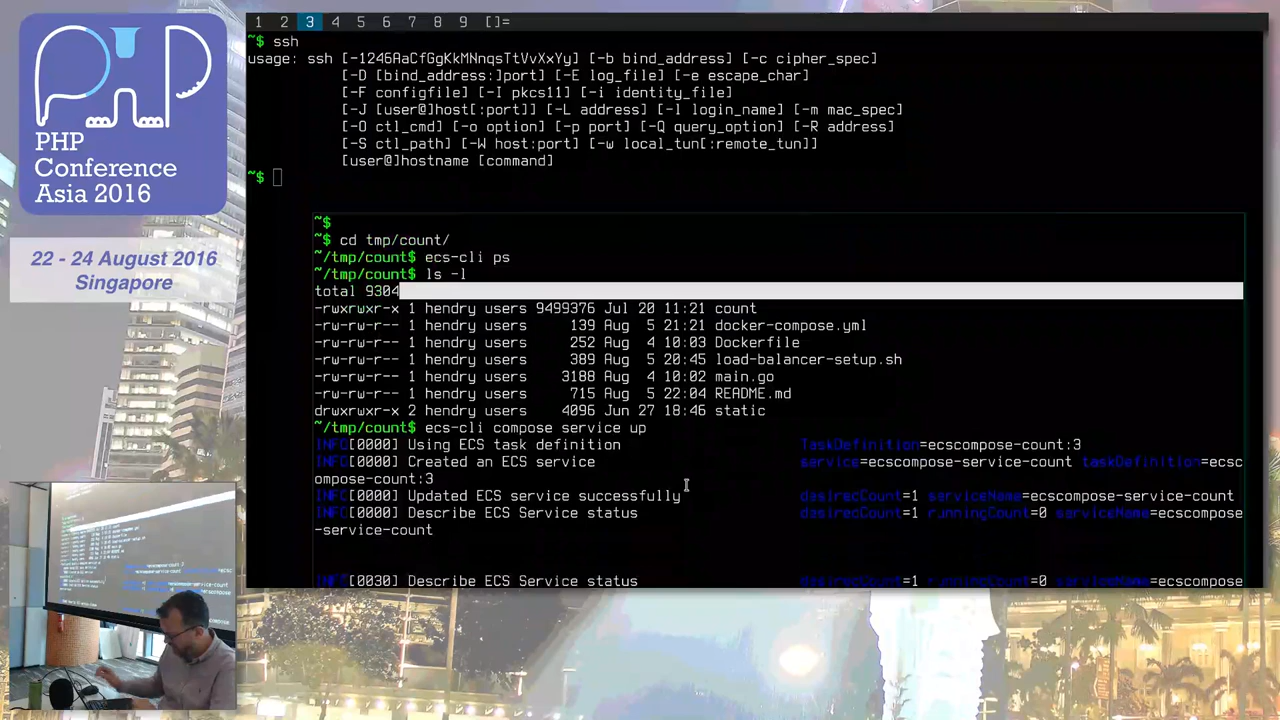 PHP
Conference
Asia 2016
22 - 24 August 2016
Singapore
1 2 3 4 5 6 7 8 9 []=
~$ ssh
usage: ssh [-1246AaCfGgKkMNnqsTtVvXxYy] [-b bind_address] [-c cipher_spec]
[-D [bind_address:]port] [-E log_file] [-e escape_char]
[-F configfile] [-I pkcs11] [-i identity_file]
[-J [user@]host[:port]] [-L address] [-l login_name] [-m mac_spec]
[-O ctl_cmd] [-o option] [-p port] [-Q query_option] [-R address]
[-S ctl_path] [-W host:port] [-w local_tun[:remote_tun]]
[user@]hostname [command]
~$
~$
~$ cd tmp/count/
~/tmp/count$ ecs-cli ps
~/tmp/count$ ls -l
total 9304
-rwxrwxr-x 1 hendry users 9499376 Jul 20 11:21 count
-rw-rw-r-- 1 hendry users 139 Aug 5 21:21 docker-compose.yml
-rw-rw-r-- 1 hendry users 252 Aug 4 10:03 Dockerfile
-rw-rw-r-- 1 hendry users 389 Aug 5 20:45 load-balancer-setup.sh
-rw-rw-r-- 1 hendry users 3188 Aug 4 10:02 main.go
-rw-rw-r-- 1 hendry users 715 Aug 5 22:04 README.md
drwxrwxr-x 2 hendry users 4096 Jun 27 18:46 static
~/tmp/count$ ecs-cli compose service up
INFO[0000] Using ECS task definition TaskDefinition=ecscompose-count:3
INFO[0000] Created an ECS service service=ecscompose-service-count taskDefinition=ecsc
ompose-count:3
INFO[0000] Updated ECS service successfully desiredCount=1 serviceName=ecscompose-service-count
INFO[0000] Describe ECS Service status desiredCount=1 runningCount=0 serviceName=ecscompose
-service-count
INFO[0030] Describe ECS Service status desiredCount=1 runningCount=0 serviceName=ecscompose